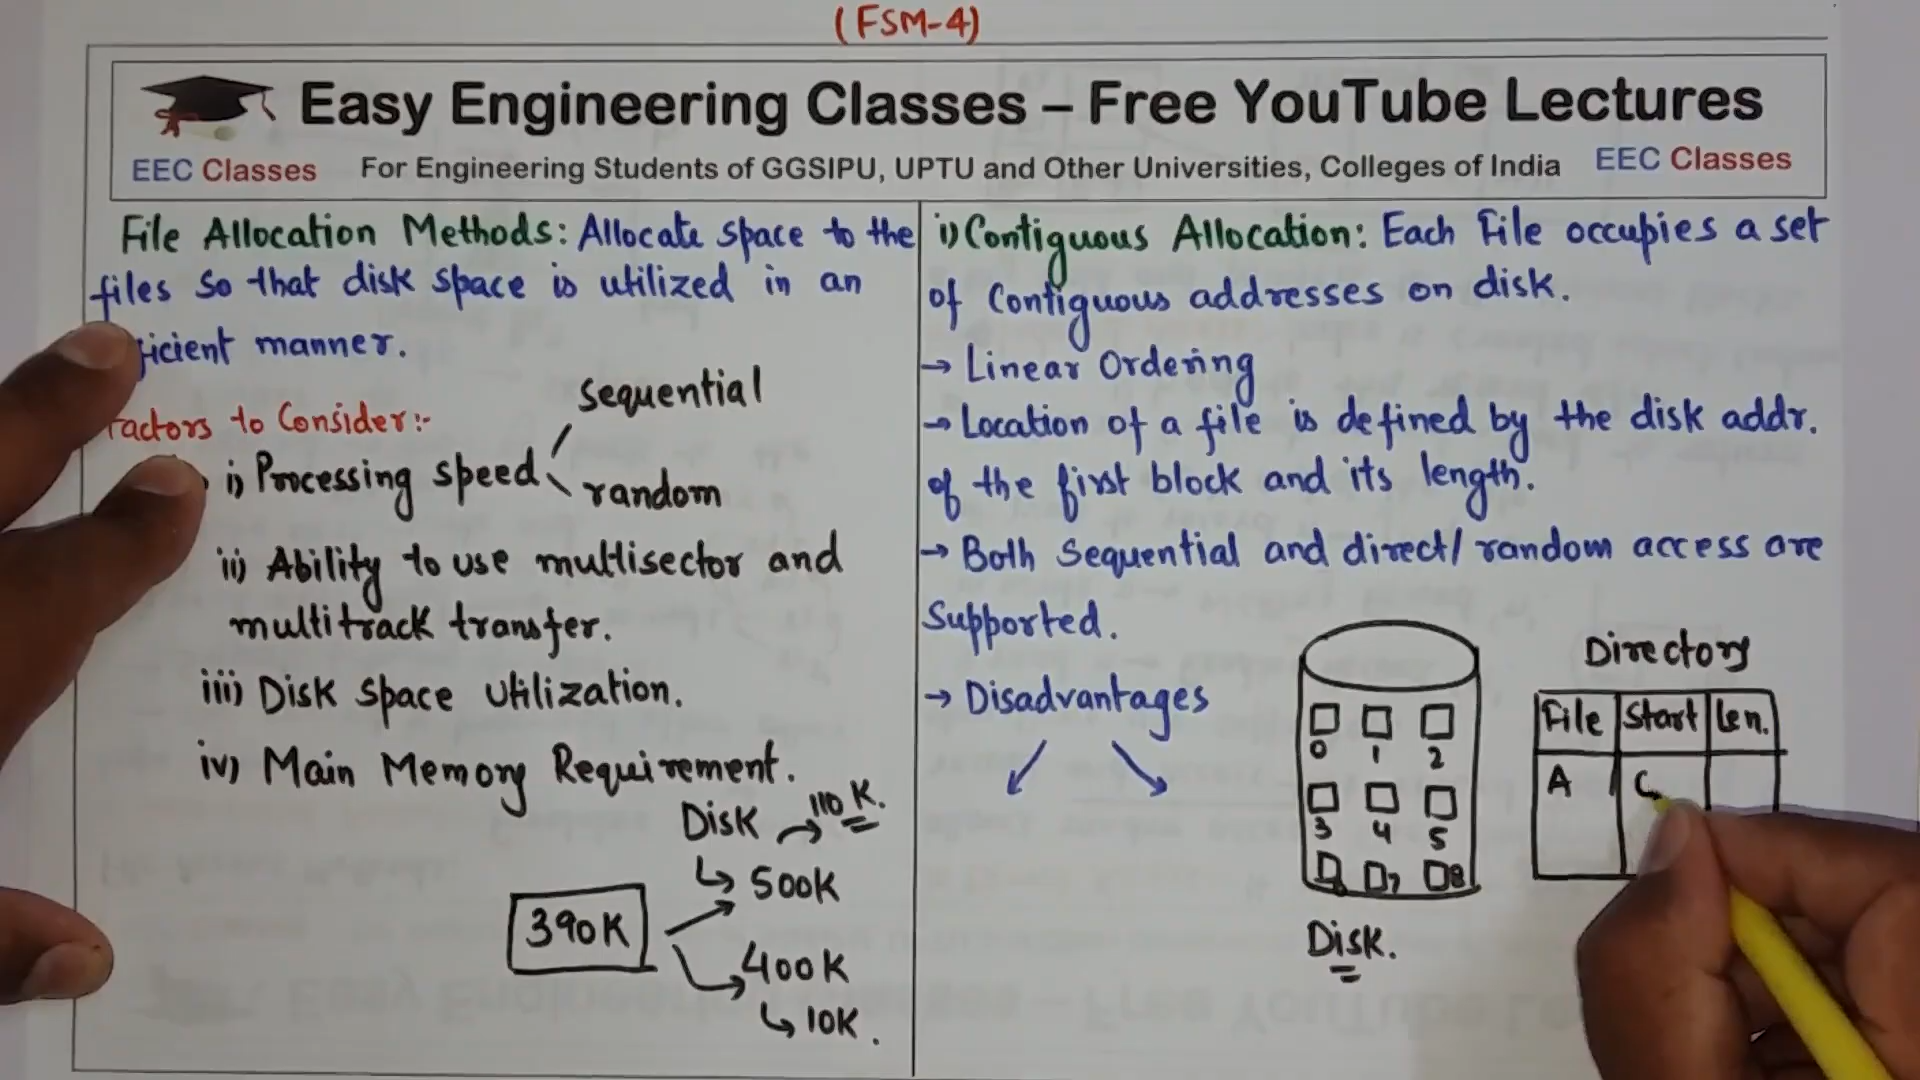 (FSM-4)
Easy Engineering Classes – Free YouTube Lectures
EEC Classes For Engineering Students of GGSIPU, UPTU and Other Universities, Colleges of India EEC Classes
File Allocation Methods: Allocate space to the
files so that disk space is utilized in an
ficient manner.
Factors to Consider:-
sequential
i) Processing speed
random
ii) Ability to use multisector and
multitrack transfer.
iii) Disk Space Utilization.
iv) Main Memory Requirement.
Disk → 110 K.
↳ 500K
390K
400K
↳ 10K.
i) Contiguous Allocation: Each File occupies a set
of Contiguous addresses on disk.
→ Linear Ordering
→ Location of a file is defined by the disk addr.
of the first block and its length.
→ Both Sequential and direct/random access are
Supported.
→ Disadvantages
0 1 2
3 4 5
7 8
Disk.
Directory
File Start Len.
A